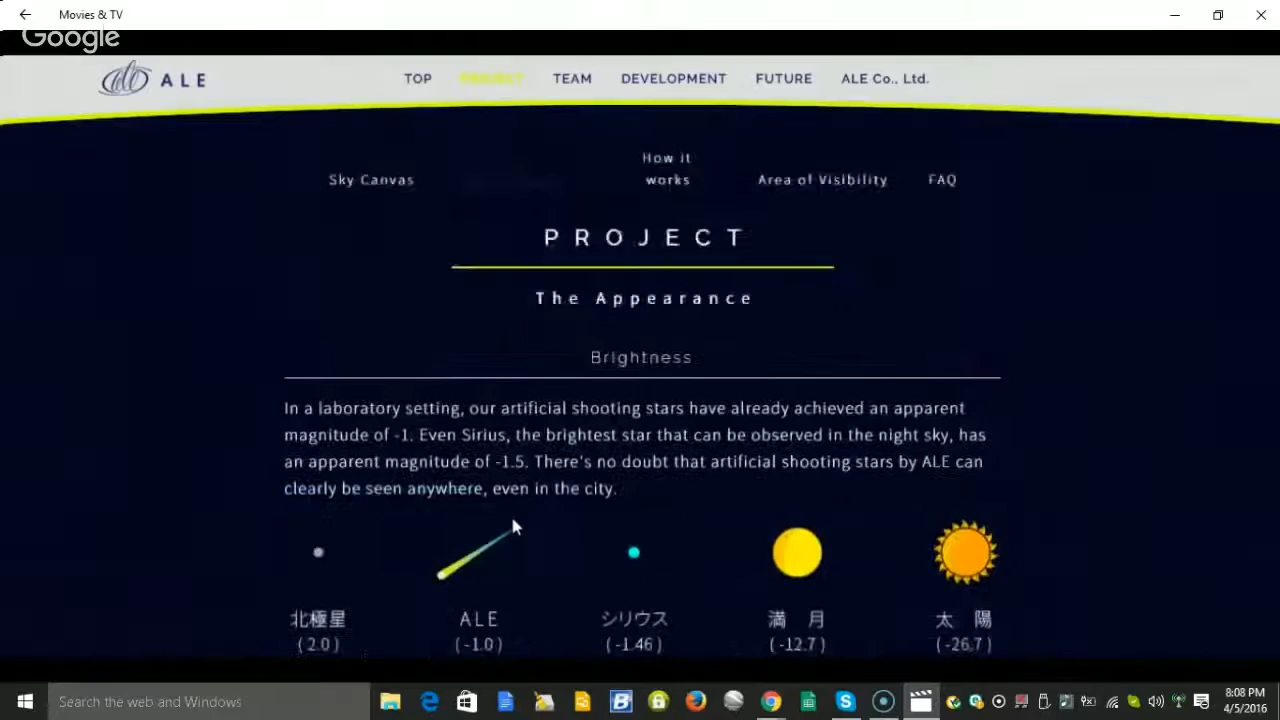 Movies & TV
Google
ALE
TOP PROJECT TEAM DEVELOPMENT FUTURE ALE Co., Ltd.
How it
Sky Canvas works Area of Visibility FAQ
PROJECT
The Appearance
Brightness
In a laboratory setting, our artificial shooting stars have already achieved an apparent
magnitude of -1. Even Sirius, the brightest star that can be observed in the night sky, has
an apparent magnitude of -1.5. There's no doubt that artificial shooting stars by ALE can
clearly be seen anywhere, even in the city.
北極星 ALE シリウス 満月 太陽
(2.0) (-1.0) (-1.46) (-12.7) (-26.7)
Search the web and Windows
8:08 PM
4/5/2016